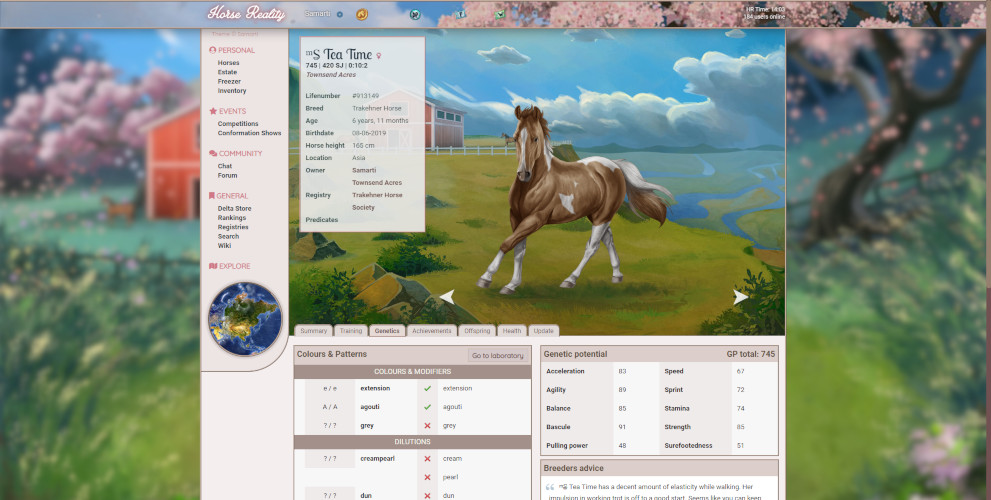 Horse Reality
Samarti
HR Time: 14:03
184 users online
Theme © Samarti
PERSONAL
Horses
Estate
Freezer
Inventory
EVENTS
Competitions
Conformation Shows
COMMUNITY
Chat
Forum
GENERAL
Delta Store
Rankings
Registries
Search
Wiki
EXPLORE
ᵐS Tea Time ♀
745 | 420 SJ | 0:10:2
Townsend Acres
Lifenumber #913149
Breed Trakehner Horse
Age 6 years, 11 months
Birthdate 08-06-2019
Horse height 165 cm
Location Asia
Owner Samarti
Townsend Acres
Registry Trakehner Horse
Society
Predicates
Summary Training Genetics Achievements Offspring Health Update
Colours & Patterns Go to laboratory
COLOURS & MODIFIERS
e / e extension ✓ extension
A / A agouti ✓ agouti
? / ? grey ✕ grey
DILUTIONS
? / ? creampearl ✕ cream
✕ pearl
? / ? dun ✕ dun
Genetic potential GP total: 745
Acceleration 83 Speed 67
Agility 89 Sprint 72
Balance 85 Stamina 74
Bascule 91 Strength 85
Pulling power 48 Surefootedness 51
Breeders advice
ᵐS Tea Time has a decent amount of elasticity while walking. Her
impulsion in working trot is off to a good start. Seems like you can keep